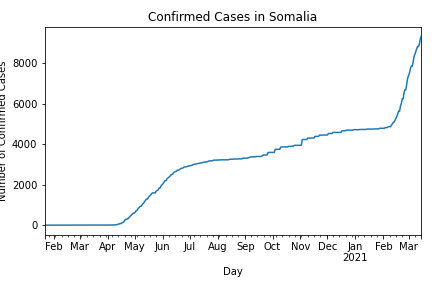 Confirmed Cases in Somalia
Number of Confirmed Cases
8000
6000
4000
2000
0
Feb Mar Apr May Jun Jul Aug Sep Oct Nov Dec Jan Feb Mar
2021
Day